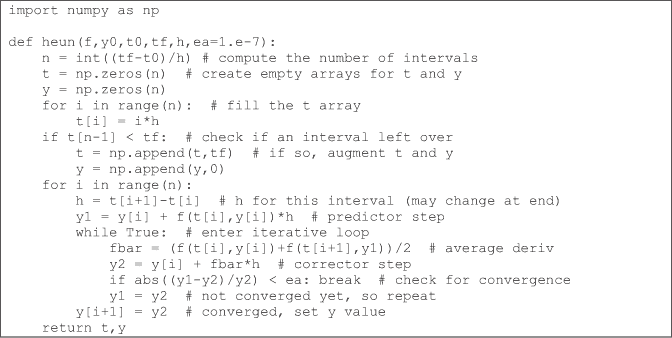 import numpy as np

def heun(f,y0,t0,tf,h,ea=1.e-7):
    n = int((tf-t0)/h) # compute the number of intervals
    t = np.zeros(n)  # create empty arrays for t and y
    y = np.zeros(n)
    for i in range(n):  # fill the t array
        t[i] = i*h
    if t[n-1] < tf:  # check if an interval left over
        t = np.append(t,tf)  # if so, augment t and y
        y = np.append(y,0)
    for i in range(n):
        h = t[i+1]-t[i]  # h for this interval (may change at end)
        y1 = y[i] + f(t[i],y[i])*h  # predictor step
        while True:  # enter iterative loop
            fbar = (f(t[i],y[i])+f(t[i+1],y1))/2  # average deriv
            y2 = y[i] + fbar*h  # corrector step
            if abs((y1-y2)/y2) < ea: break  # check for convergence
            y1 = y2  # not converged yet, so repeat
        y[i+1] = y2  # converged, set y value
    return t,y